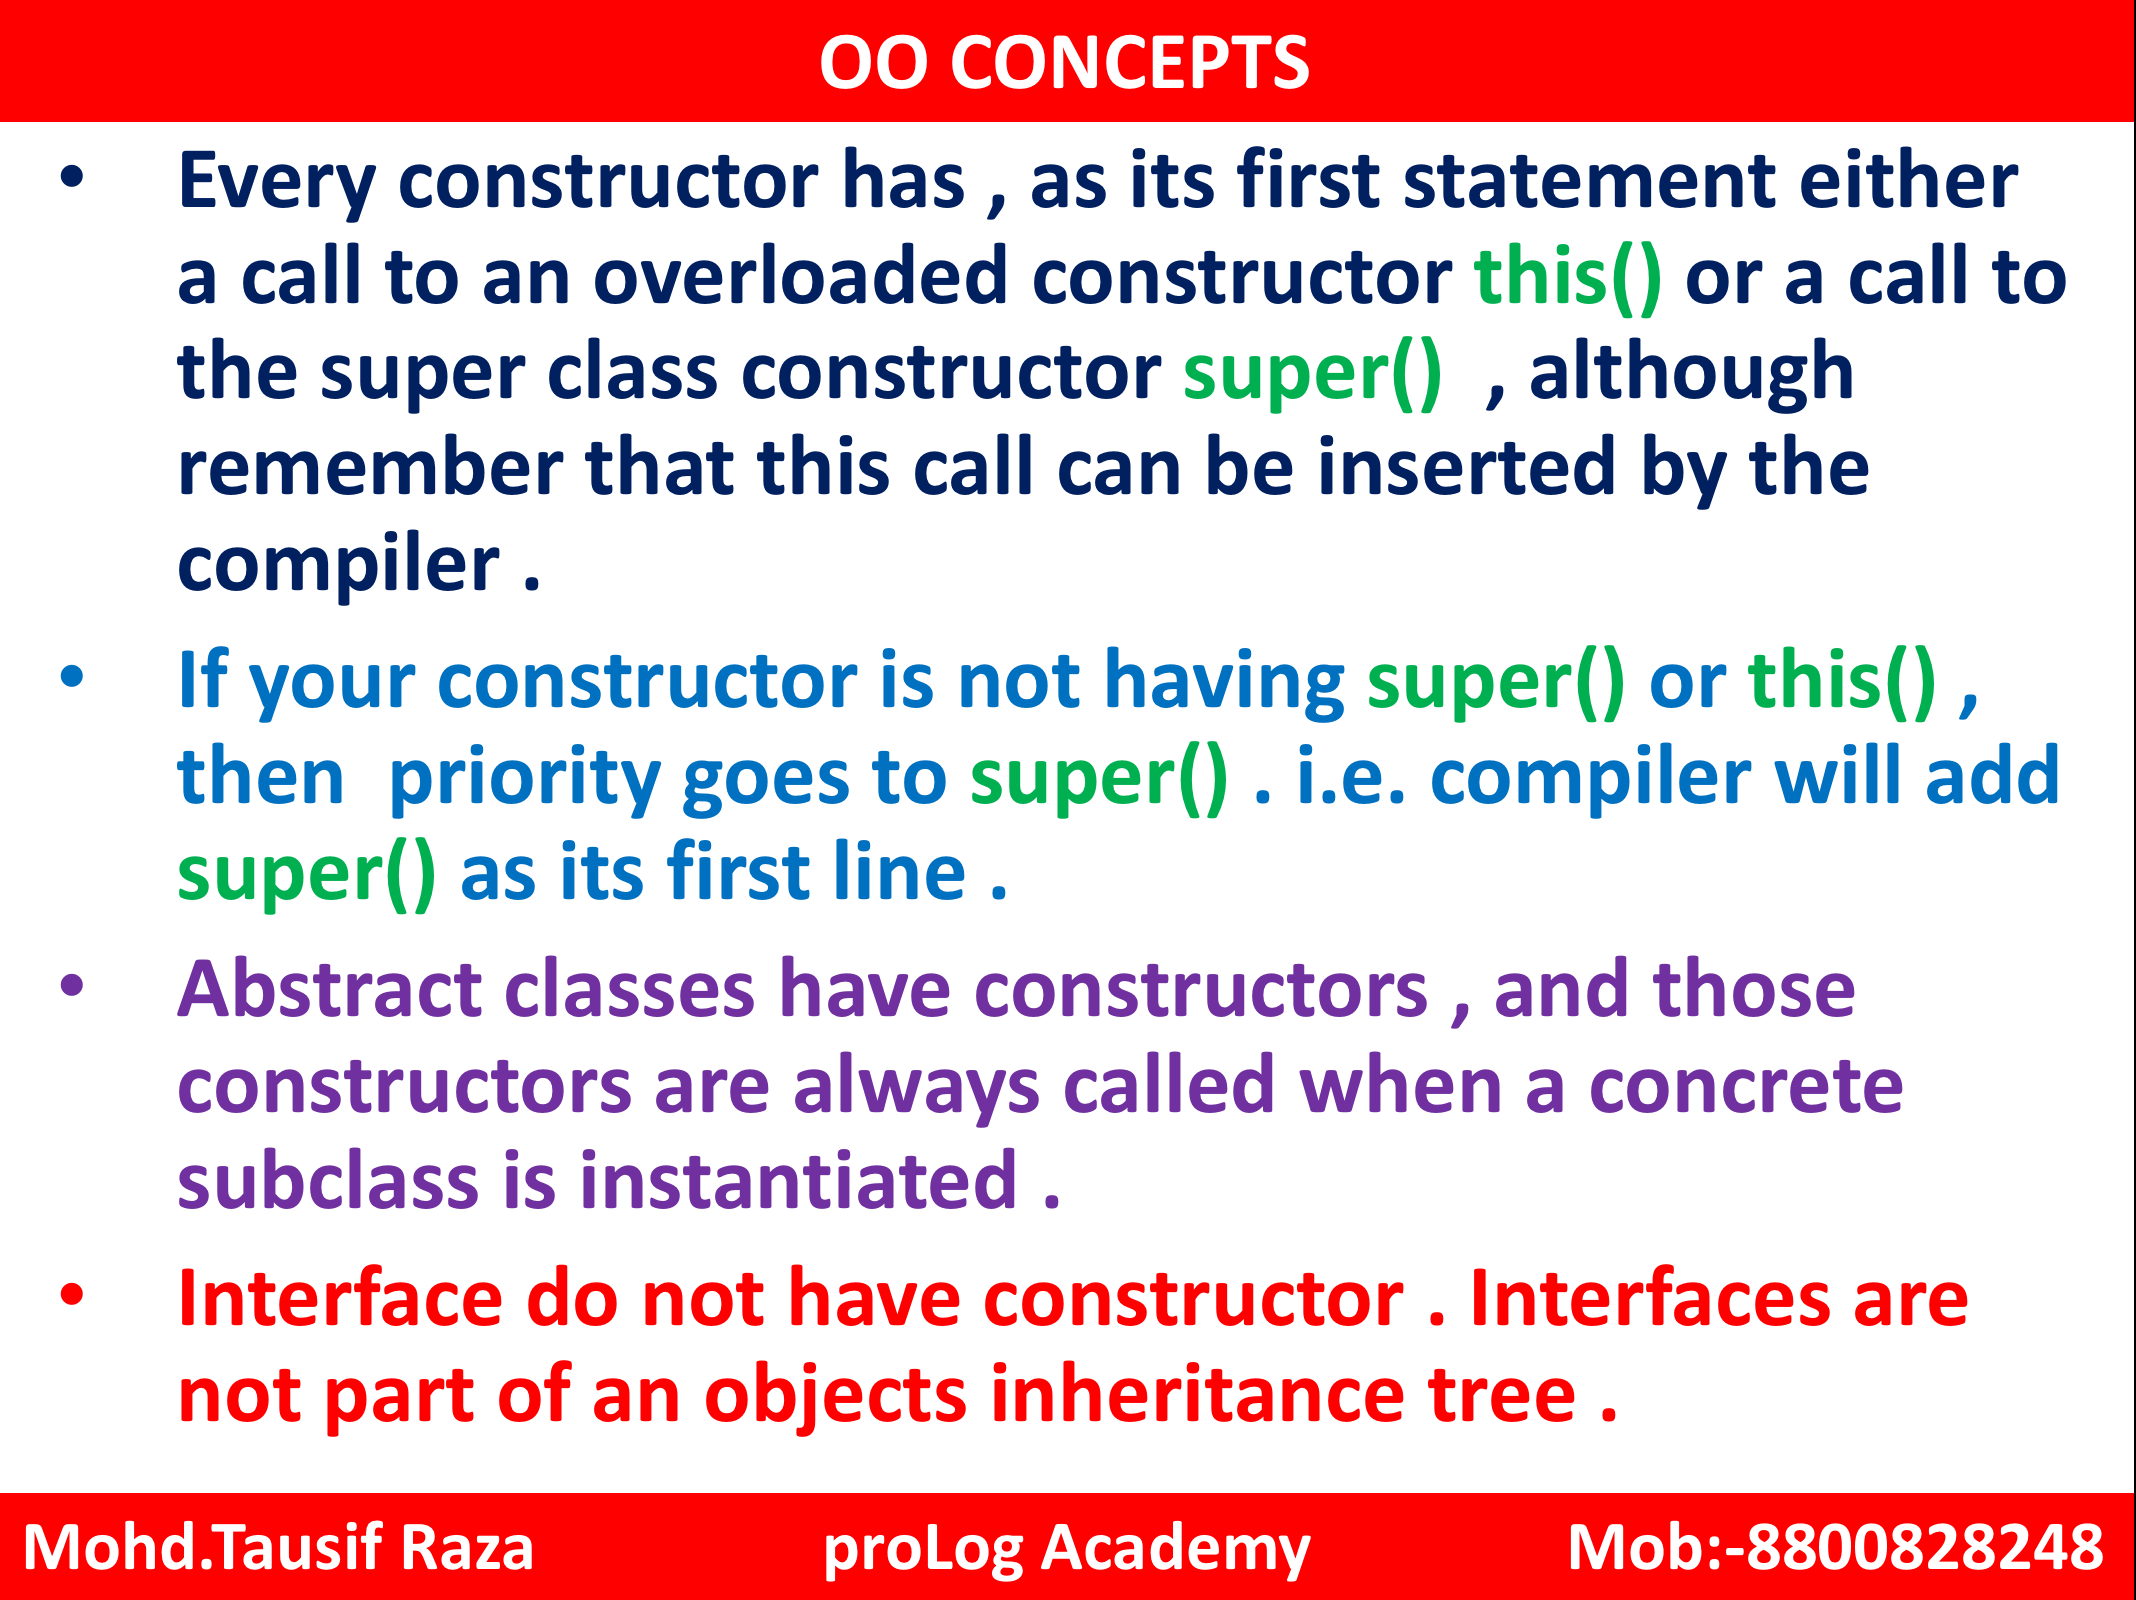 OO CONCEPTS
• Every constructor has , as its first statement either
a call to an overloaded constructor this() or a call to
the super class constructor super()  , although
remember that this call can be inserted by the
compiler .
• If your constructor is not having super() or this() ,
then  priority goes to super() . i.e. compiler will add
super() as its first line .
• Abstract classes have constructors , and those
constructors are always called when a concrete
subclass is instantiated .
• Interface do not have constructor . Interfaces are
not part of an objects inheritance tree .
Mohd.Tausif Raza proLog Academy Mob:-8800828248